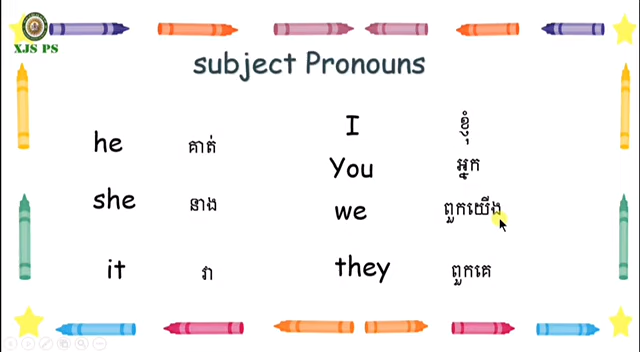 XJS PS
subject Pronouns
he គាត់
she នាង
it វា
I ខ្ញុំ
You អ្នក
we ពួកយើង
they ពួកគេ